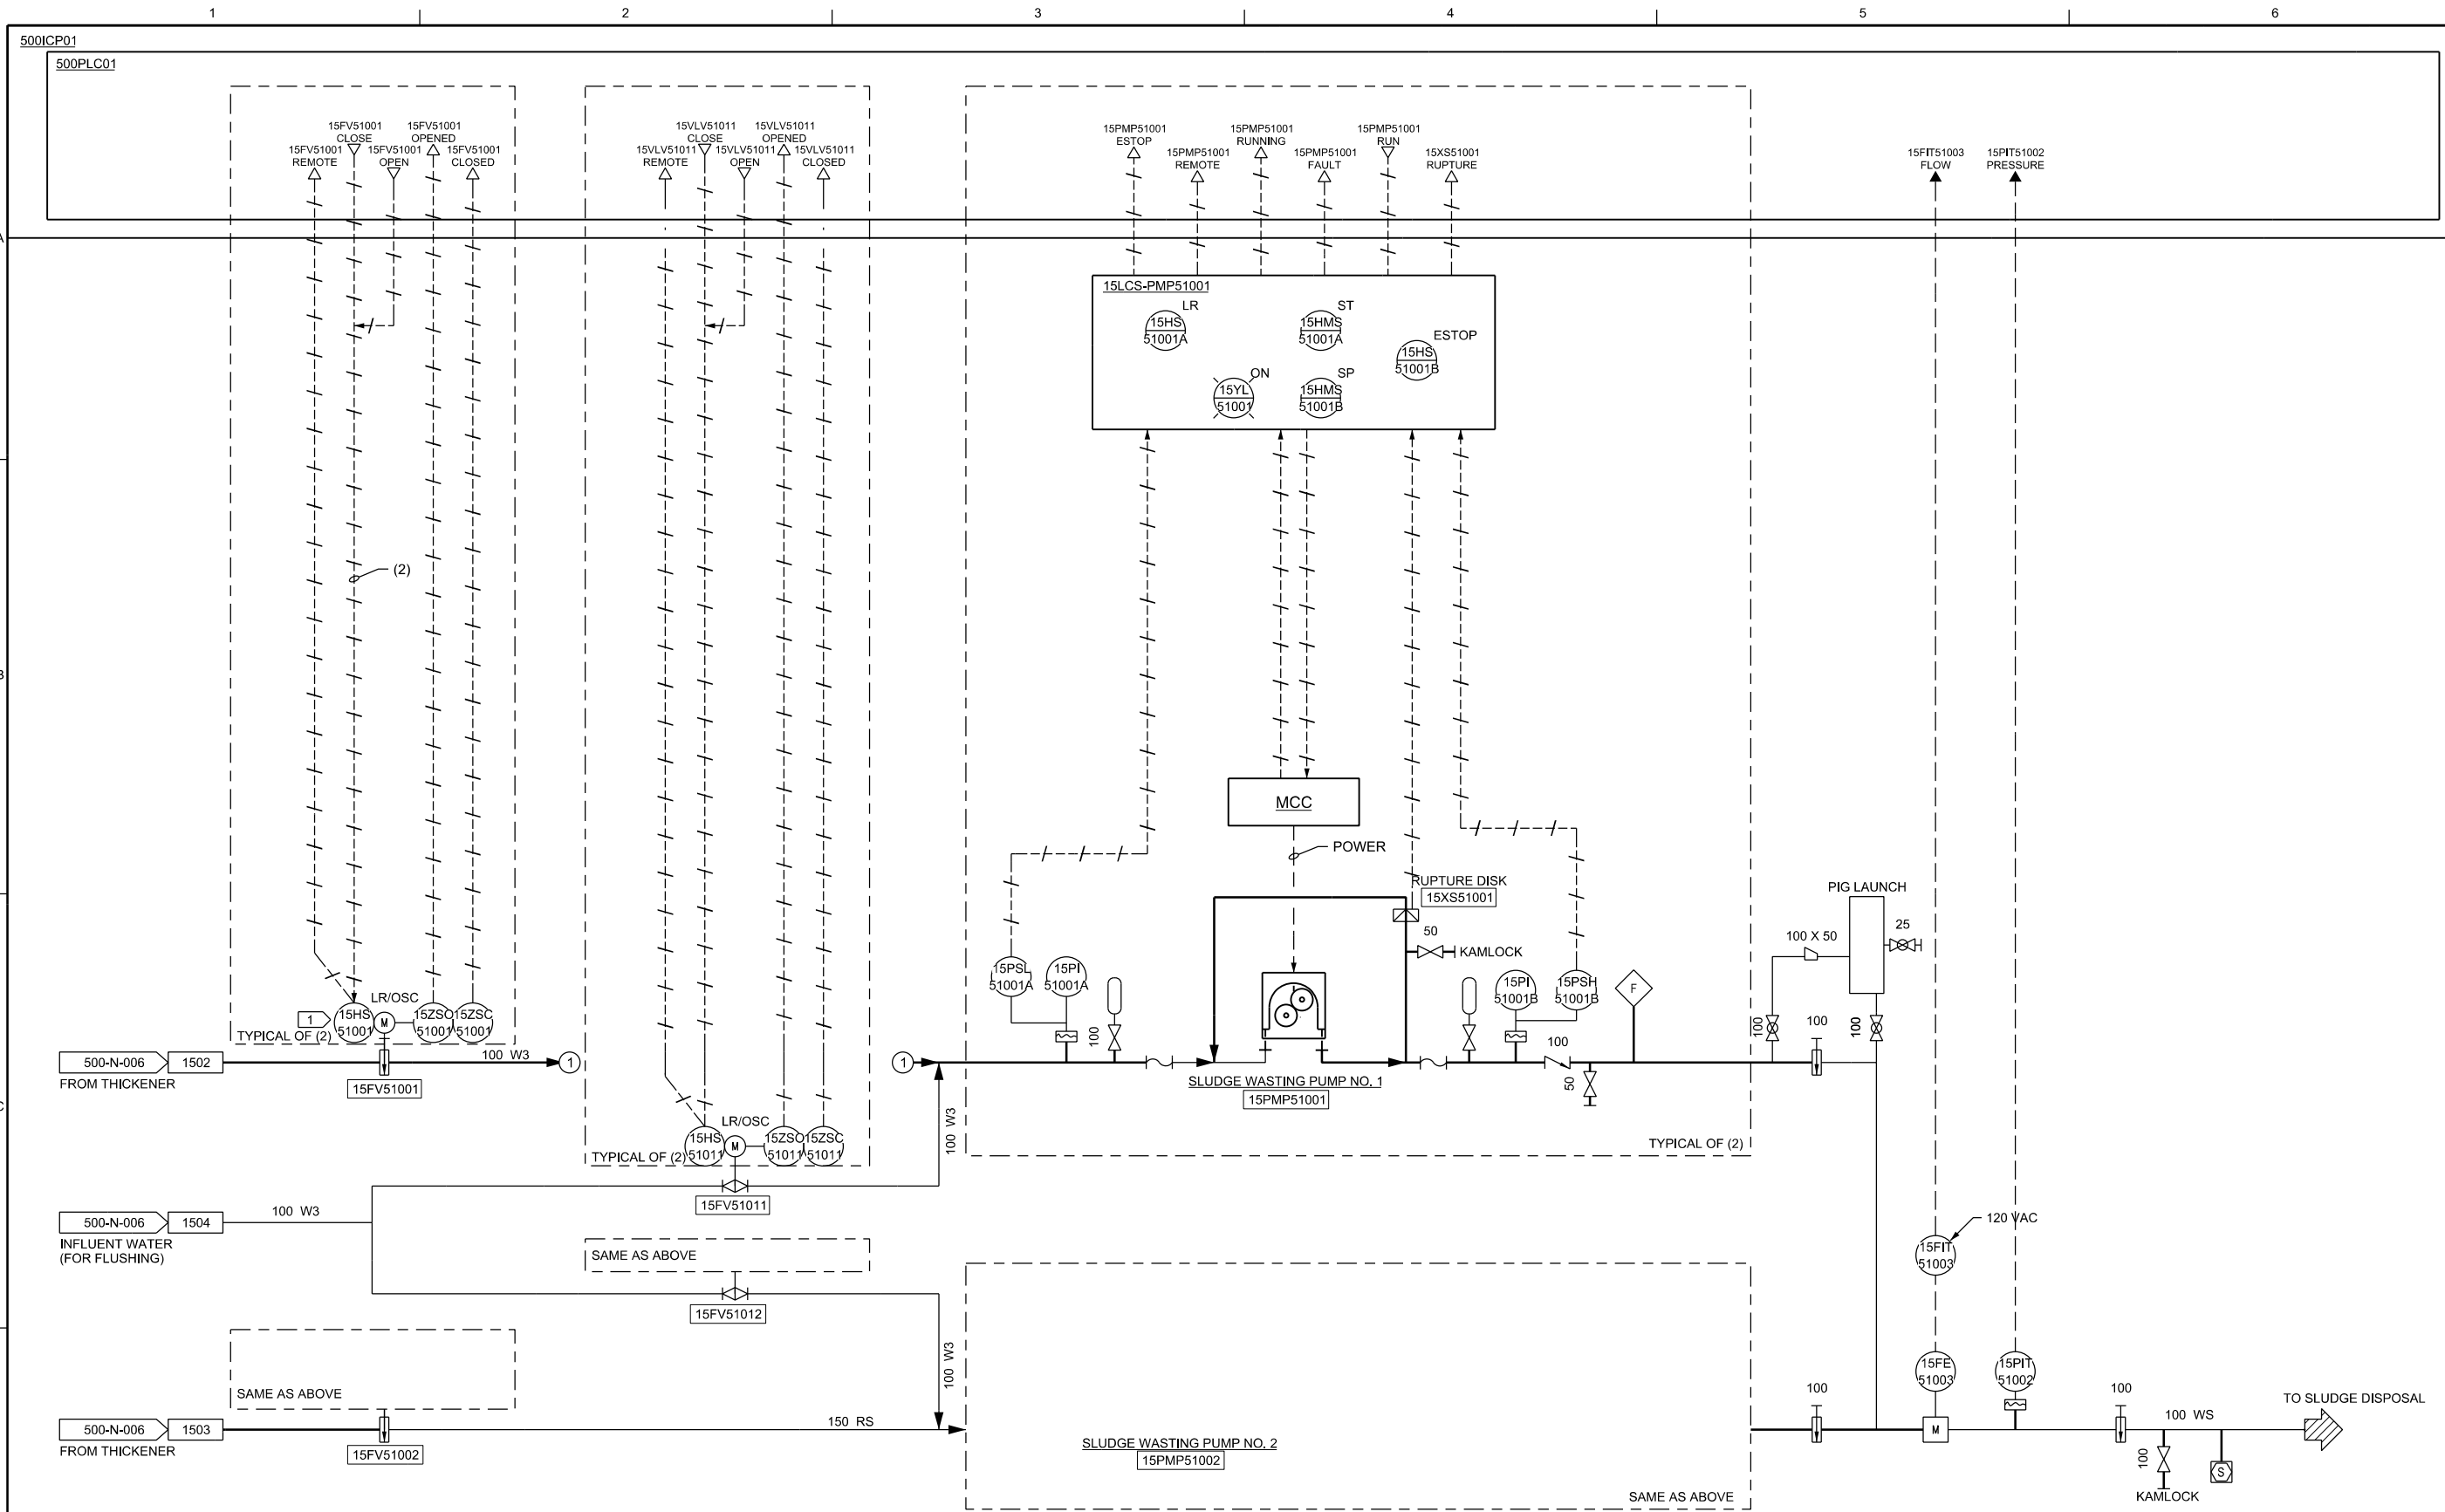 1
2
3
4
5
6
500ICP01
500PLC01
15FV51001
REMOTE
15FV51001
CLOSE
15FV51001
OPEN
15FV51001
OPENED
15FV51001
CLOSED
15VLV51011
REMOTE
15VLV51011
CLOSE
15VLV51011
OPEN
15VLV51011
OPENED
15VLV51011
CLOSED
15PMP51001
ESTOP
15PMP51001
REMOTE
15PMP51001
RUNNING
15PMP51001
FAULT
15PMP51001
RUN
15XS51001
RUPTURE
15FIT51003
FLOW
15PIT51002
PRESSURE
A
15LCS-PMP51001
LR
15HS
51001A
ST
15HMS
51001A
ESTOP
15HS
51001B
ON
15YL
51001
SP
15HMS
51001B
(2)
B
MCC
POWER
RUPTURE DISK
15XS51001
50
KAMLOCK
PIG LAUNCH
25
100 X 50
15PSL
51001A
15PI
51001A
100
15PI
51001B
15PSH
51001B
F
100
100
100
100
50
1
TYPICAL OF (2)
15HS
51001
LR/OSC
M
15ZSO
51001
15ZSC
51001
500-N-006
1502
FROM THICKENER
100 W3
1
15FV51001
1
SLUDGE WASTING PUMP NO. 1
15PMP51001
C
TYPICAL OF (2)
15HS
51011
LR/OSC
M
15ZSO
51011
15ZSC
51011
100 W3
TYPICAL OF (2)
15FV51011
500-N-006
1504
100 W3
INFLUENT WATER
(FOR FLUSHING)
SAME AS ABOVE
15FV51012
120 VAC
15FIT
51003
SAME AS ABOVE
100 W3
15FE
51003
15PIT
51002
500-N-006
1503
FROM THICKENER
15FV51002
150 RS
SLUDGE WASTING PUMP NO. 2
15PMP51002
SAME AS ABOVE
100
M
100
100 WS
TO SLUDGE DISPOSAL
100
S
KAMLOCK